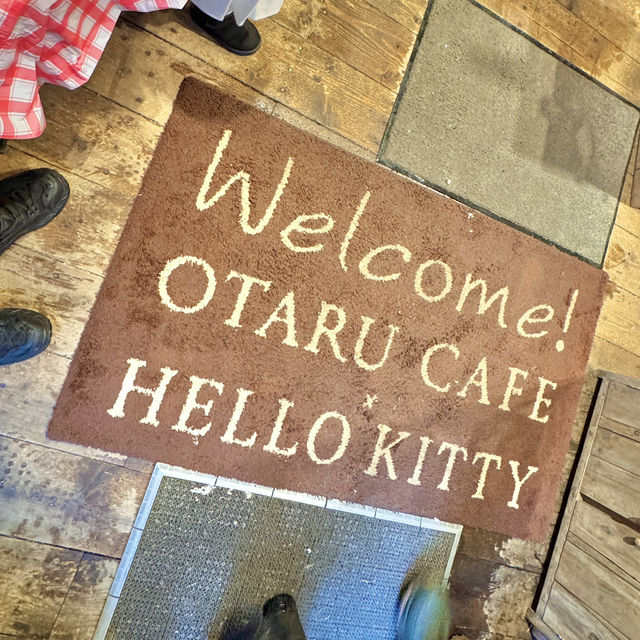 Welcome!
OTARU CAFE
×
HELLO KITTY